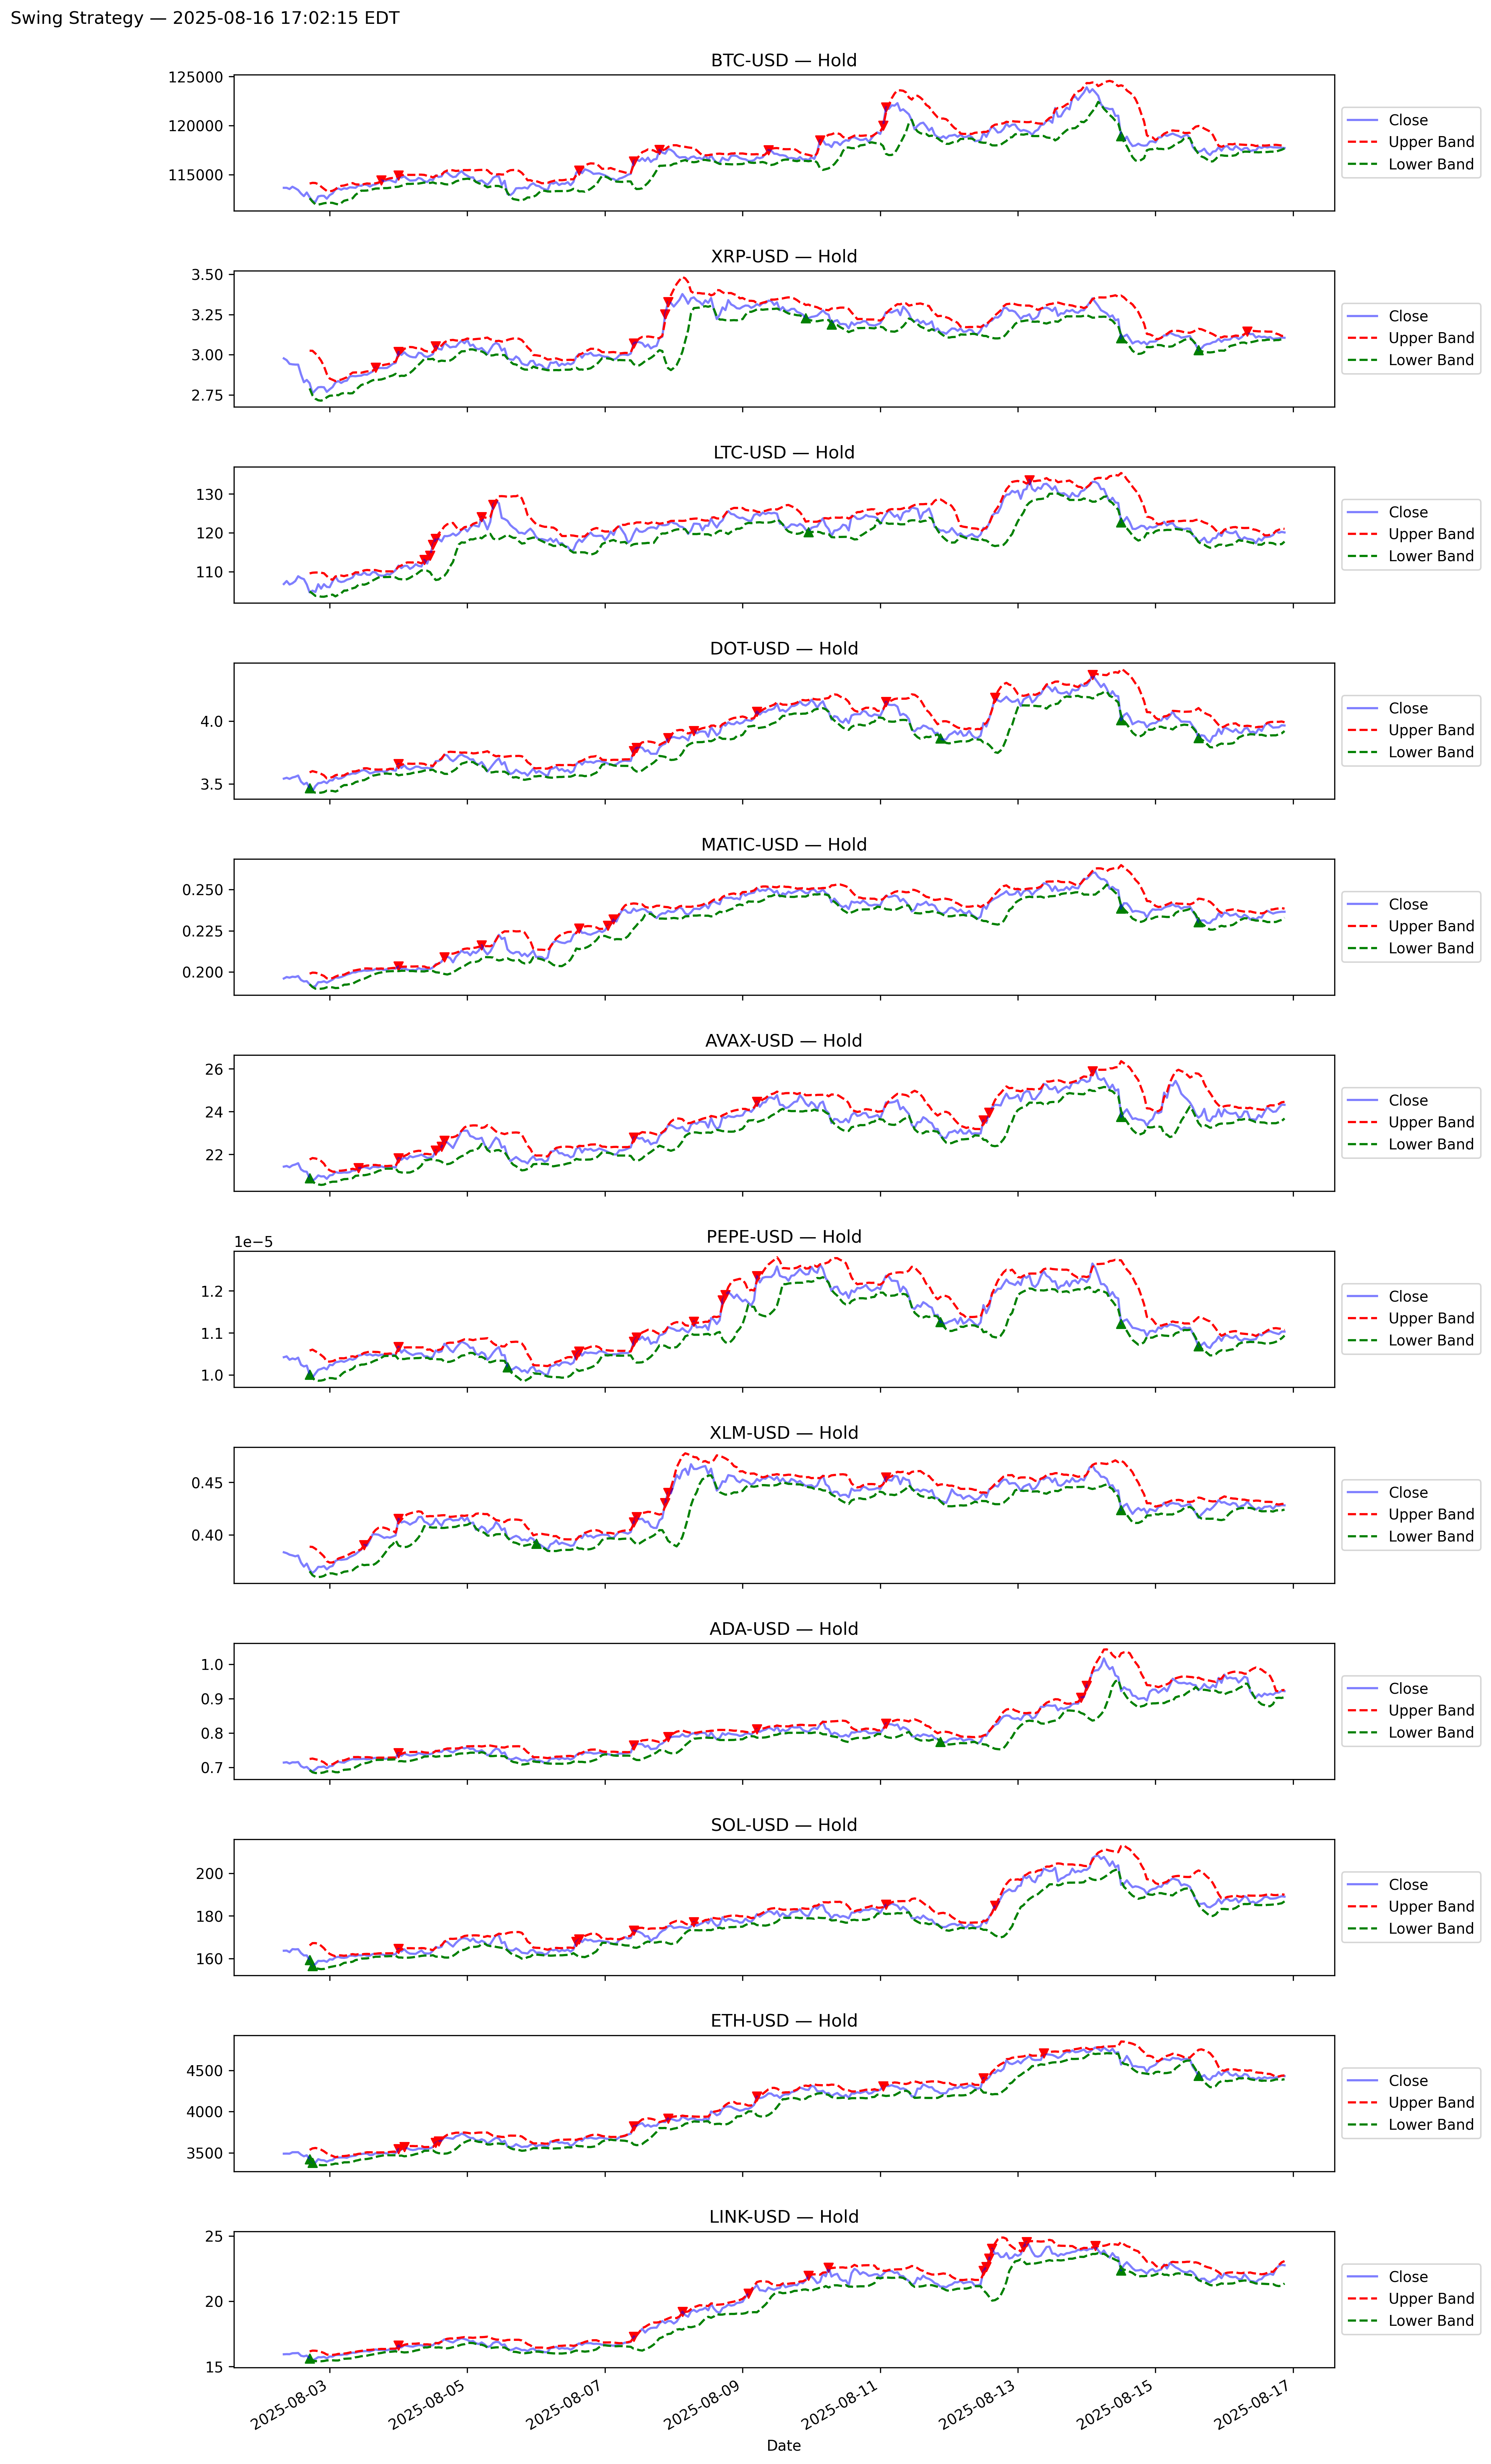 Swing Strategy — 2025-08-16 17:02:15 EDT
BTC-USD — Hold
125000
120000
115000
Close
Upper Band
Lower Band
XRP-USD — Hold
3.50
3.25
3.00
2.75
Close
Upper Band
Lower Band
LTC-USD — Hold
130
120
110
Close
Upper Band
Lower Band
DOT-USD — Hold
4.0
3.5
Close
Upper Band
Lower Band
MATIC-USD — Hold
0.250
0.225
0.200
Close
Upper Band
Lower Band
AVAX-USD — Hold
26
24
22
Close
Upper Band
Lower Band
PEPE-USD — Hold
1e−5
1.2
1.1
1.0
Close
Upper Band
Lower Band
XLM-USD — Hold
0.45
0.40
Close
Upper Band
Lower Band
ADA-USD — Hold
1.0
0.9
0.8
0.7
Close
Upper Band
Lower Band
SOL-USD — Hold
200
180
160
Close
Upper Band
Lower Band
ETH-USD — Hold
4500
4000
3500
Close
Upper Band
Lower Band
LINK-USD — Hold
25
20
15
Close
Upper Band
Lower Band
2025-08-03
2025-08-05
2025-08-07
2025-08-09
2025-08-11
2025-08-13
2025-08-15
2025-08-17
Date